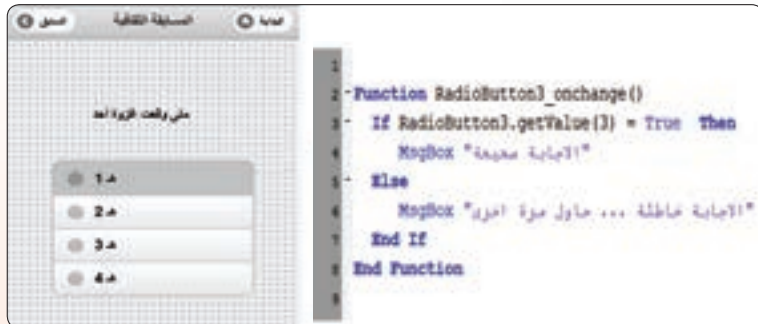 البداية المسابقة الثقافية السابق
متى وقعت غزوة أحد
1 هـ
2 هـ
3 هـ
4 هـ
1
2 Function RadioButton3_onchange()
3 If RadioButton3.getValue(3) = True Then
4 MsgBox "الاجابة صحيحة"
5 Else
6 MsgBox "الاجابة خاطئة ... حاول مرة اخرى"
7 End If
8 End Function
9